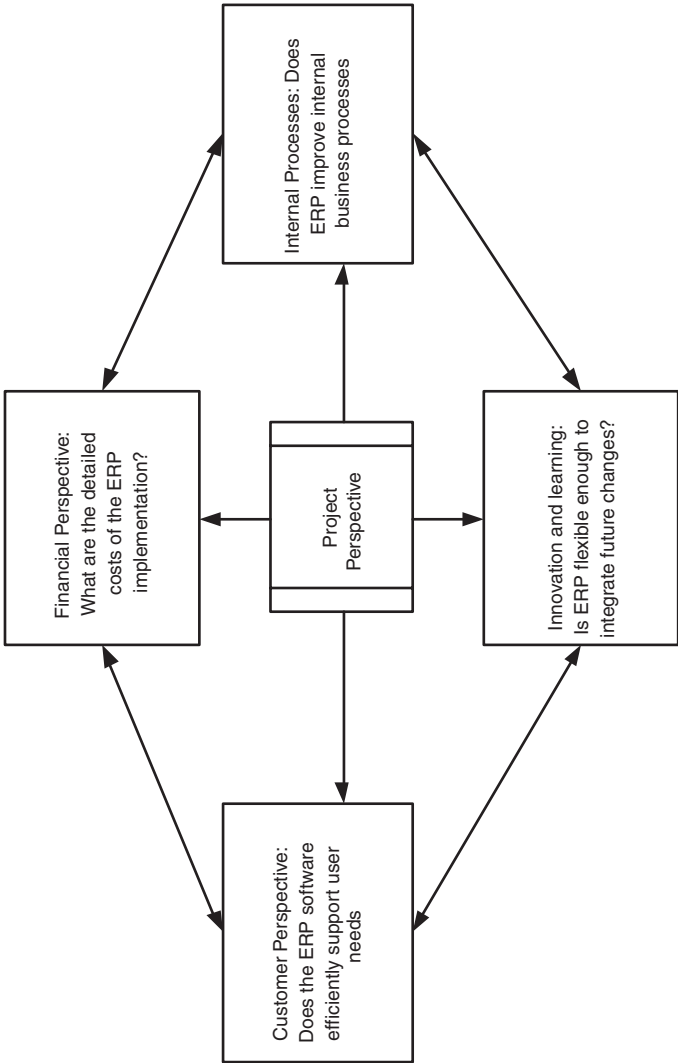 Financial Perspective:
What are the detailed
costs of the ERP
implementation?
Customer Perspective:
Does the ERP software
efficiently support user
needs
Project
Perspective
Internal Processes: Does
ERP improve internal
business processes
Innovation and learning:
Is ERP flexible enough to
integrate future changes?